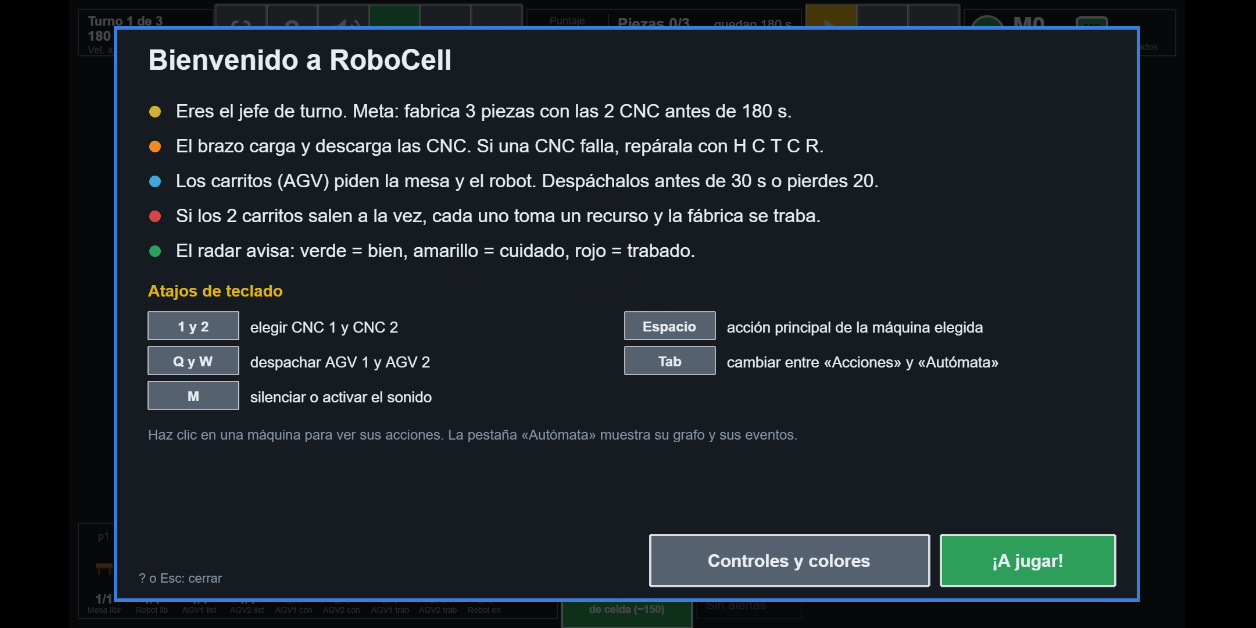 Turno 1 de 3
180
Vel. x
Puntaje
Piezas 0/3
quedan 180 s
M0
Bienvenido a RoboCell
Eres el jefe de turno. Meta: fabrica 3 piezas con las 2 CNC antes de 180 s.
El brazo carga y descarga las CNC. Si una CNC falla, repárala con H C T C R.
Los carritos (AGV) piden la mesa y el robot. Despáchalos antes de 30 s o pierdes 20.
Si los 2 carritos salen a la vez, cada uno toma un recurso y la fábrica se traba.
El radar avisa: verde = bien, amarillo = cuidado, rojo = trabado.
Atajos de teclado
1 y 2 elegir CNC 1 y CNC 2
Espacio acción principal de la máquina elegida
Q y W despachar AGV 1 y AGV 2
Tab cambiar entre «Acciones» y «Autómata»
M silenciar o activar el sonido
Haz clic en una máquina para ver sus acciones. La pestaña «Autómata» muestra su grafo y sus eventos.
Controles y colores
¡A jugar!
? o Esc: cerrar
p1
1/1
Mesa libr Robot lib AGV1 list AGV2 list AGV1 con AGV2 con AGV1 trab AGV2 trab Robot en
de celda (−150)
Sin alertas